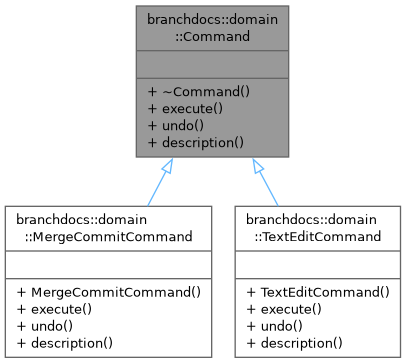 branchdocs::domain
::Command
+ ~Command()
+ execute()
+ undo()
+ description()
branchdocs::domain
::MergeCommitCommand
+ MergeCommitCommand()
+ execute()
+ undo()
+ description()
branchdocs::domain
::TextEditCommand
+ TextEditCommand()
+ execute()
+ undo()
+ description()